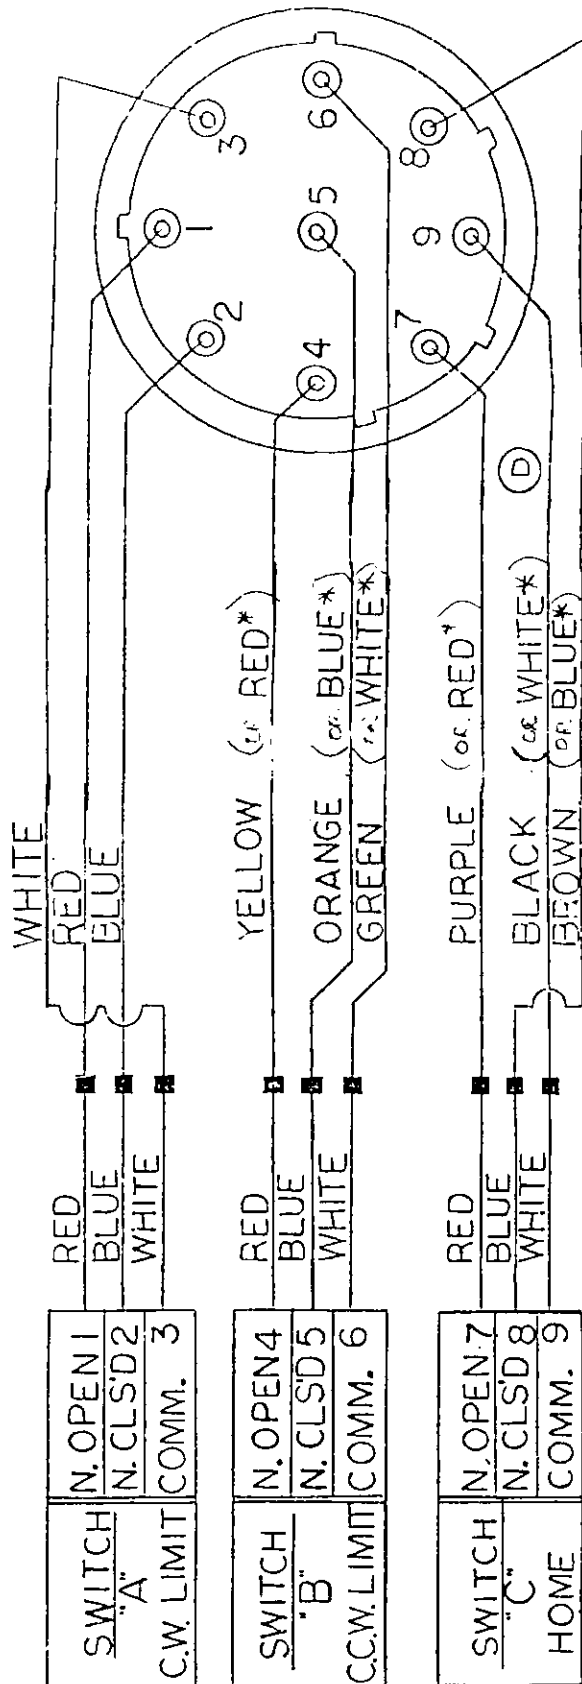 SWITCH
"A"
C.W. LIMIT
N. OPEN 1
N. CLS'D 2
COMM. 3
RED
BLUE
WHITE
WHITE
RED
BLUE
1
2
3
SWITCH
"B"
C.C.W. LIMIT
N. OPEN 4
N. CLS'D 5
COMM. 6
RED
BLUE
WHITE
YELLOW (or RED*)
ORANGE (or BLUE*)
GREEN (or WHITE*)
4
5
6
SWITCH
"C"
HOME
N. OPEN 7
N. CLS'D 8
COMM. 9
RED
BLUE
WHITE
PURPLE (OR RED*)
BLACK (OR WHITE*)
BROWN (OR BLUE*)
D
7
9
8